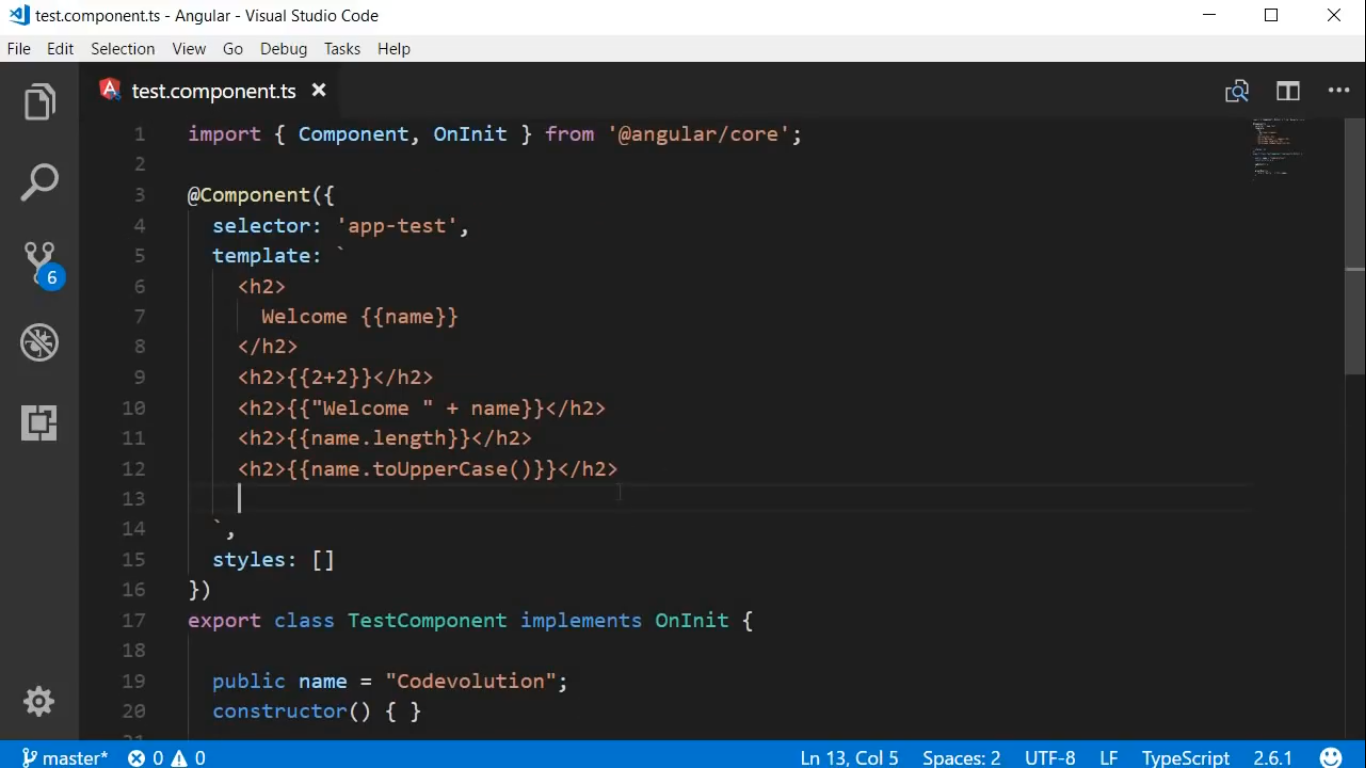 test.component.ts - Angular - Visual Studio Code
File Edit Selection View Go Debug Tasks Help
test.component.ts
1 import { Component, OnInit } from '@angular/core';
2
3 @Component({
4 selector: 'app-test',
5 template: `
6 <h2>
7 Welcome {{name}}
8 </h2>
9 <h2>{{2+2}}</h2>
10 <h2>{{"Welcome " + name}}</h2>
11 <h2>{{name.length}}</h2>
12 <h2>{{name.toUpperCase()}}</h2>
13
14 `,
15 styles: []
16 })
17 export class TestComponent implements OnInit {
18
19 public name = "Codevolution";
20 constructor() { }
6
master* 0 0 Ln 13, Col 5 Spaces: 2 UTF-8 LF TypeScript 2.6.1